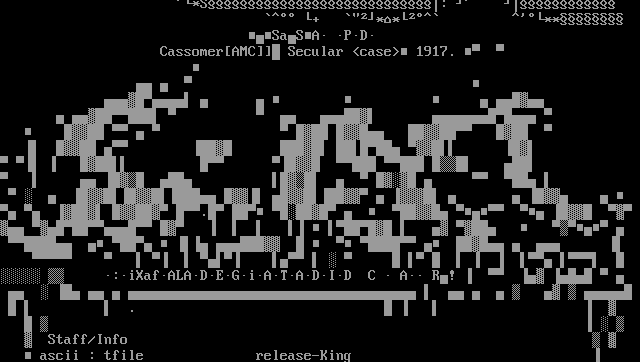 ■▄■Sa▄S■A· ·P·D·
Cassomer[AMC]█ Secular <case>■ 1917.
·:·iXaf·ALA·D·E·G·i·A·T·A·D·I·D C · A·· R▄!
Staff/Info
■ ascii : tfile release-King